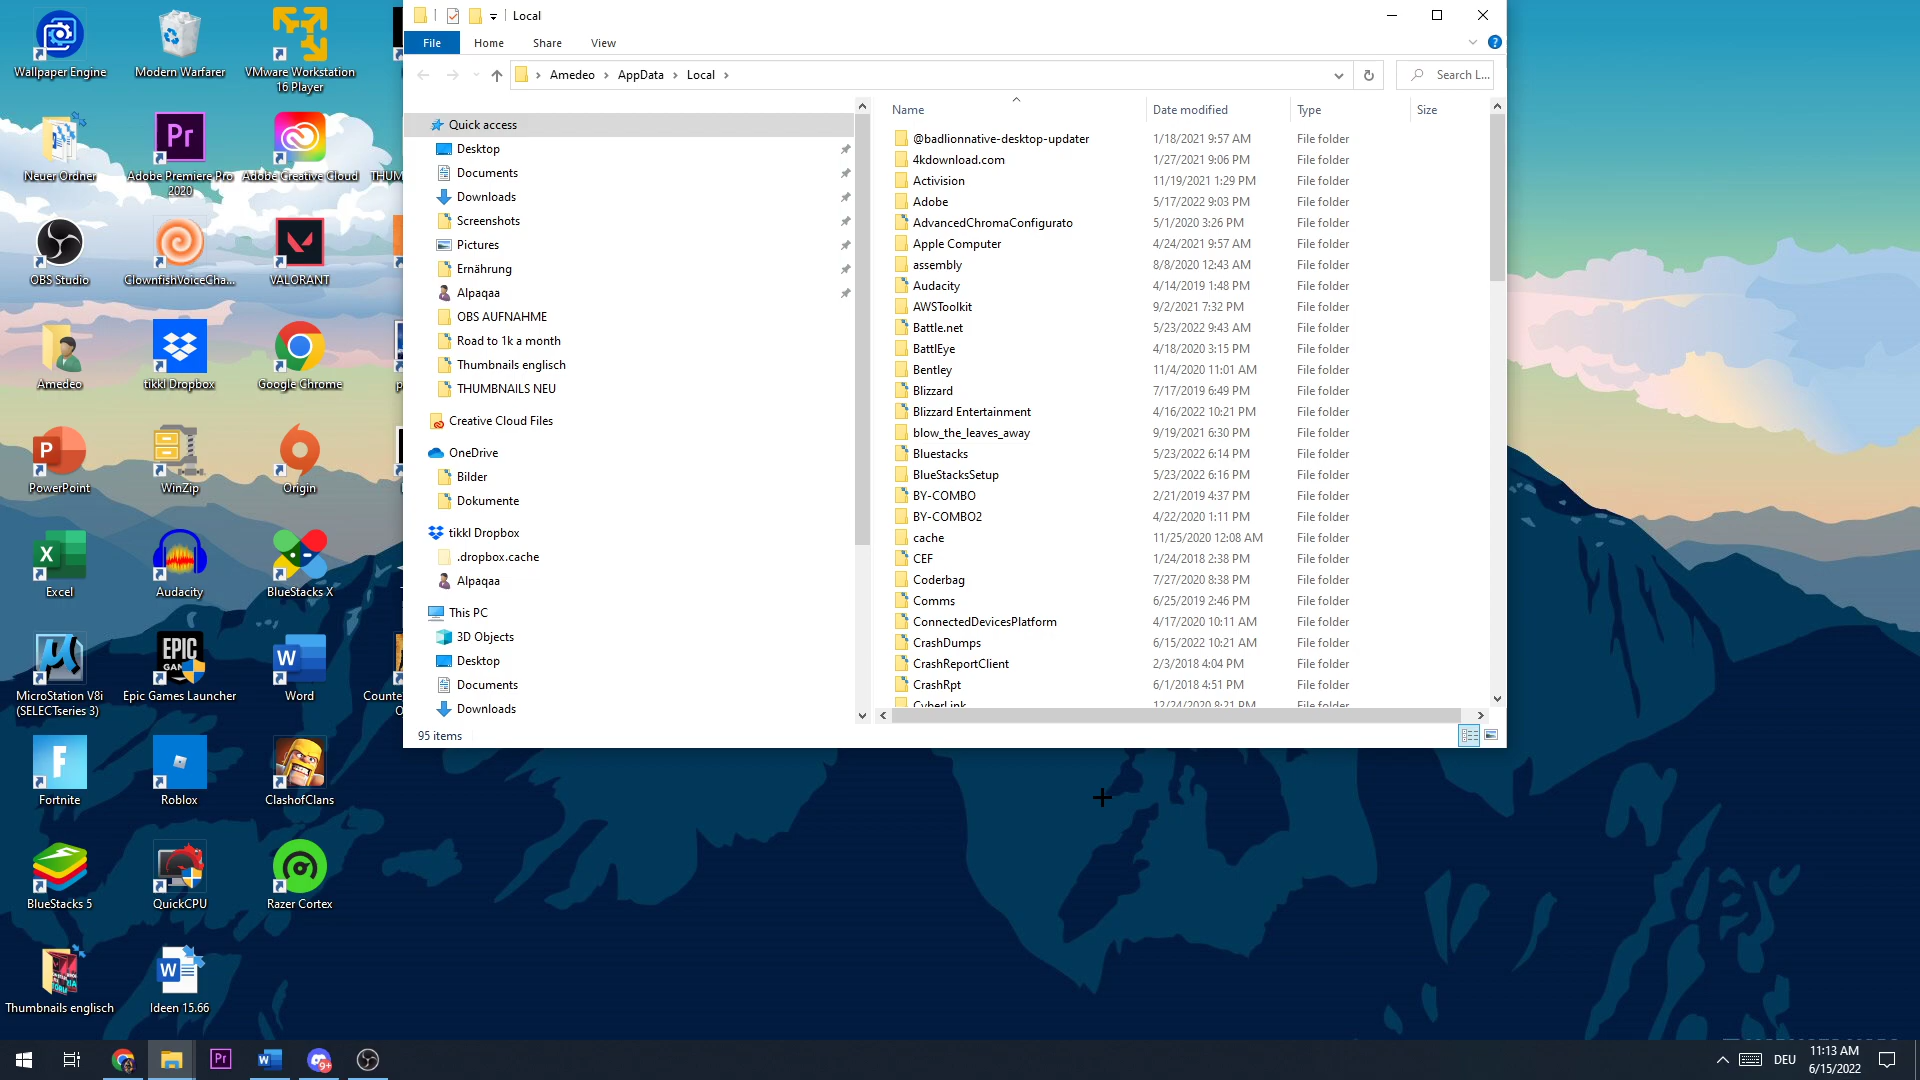 Wallpaper Engine
Modern Warfarer
VMware Workstation
16 Player
Neuer Ordner
Adobe Premiere Pro
2020
Adobe Creative Cloud
THUM
OBS Studio
ClownfishVoiceCha...
VALORANT
Amedeo
tikkl Dropbox
Google Chrome
PowerPoint
WinZip
Origin
Excel
Audacity
BlueStacks X
MicroStation V8i
(SELECTseries 3)
Epic Games Launcher
Word
Counte
Fortnite
Roblox
ClashofClans
BlueStacks 5
QuickCPU
Razer Cortex
Thumbnails englisch
Ideen 15.66
Local
File
Home
Share
View
Amedeo
AppData
Local
Search L...
Quick access
Desktop
Documents
Downloads
Screenshots
Pictures
Ernährung
Alpaqaa
OBS AUFNAHME
Road to 1k a month
Thumbnails englisch
THUMBNAILS NEU
Creative Cloud Files
OneDrive
Bilder
Dokumente
tikkl Dropbox
.dropbox.cache
Alpaqaa
This PC
3D Objects
Desktop
Documents
Downloads
Name Date modified Type Size
@badlionnative-desktop-updater 1/18/2021 9:57 AM File folder
4kdownload.com 1/27/2021 9:06 PM File folder
Activision 11/19/2021 1:29 PM File folder
Adobe 5/17/2022 9:03 PM File folder
AdvancedChromaConfigurato 5/1/2020 3:26 PM File folder
Apple Computer 4/24/2021 9:57 AM File folder
assembly 8/8/2020 12:43 AM File folder
Audacity 4/14/2019 1:48 PM File folder
AWSToolkit 9/2/2021 7:32 PM File folder
Battle.net 5/23/2022 9:43 AM File folder
BattlEye 4/18/2020 3:15 PM File folder
Bentley 11/4/2020 11:01 AM File folder
Blizzard 7/17/2019 6:49 PM File folder
Blizzard Entertainment 4/16/2022 10:21 PM File folder
blow_the_leaves_away 9/19/2021 6:30 PM File folder
Bluestacks 5/23/2022 6:14 PM File folder
BlueStacksSetup 5/23/2022 6:16 PM File folder
BY-COMBO 2/21/2019 4:37 PM File folder
BY-COMBO2 4/22/2020 1:11 PM File folder
cache 11/25/2020 12:08 AM File folder
CEF 1/24/2018 2:38 PM File folder
Coderbag 7/27/2020 8:38 PM File folder
Comms 6/25/2019 2:46 PM File folder
ConnectedDevicesPlatform 4/17/2020 10:11 AM File folder
CrashDumps 6/15/2022 10:21 AM File folder
CrashReportClient 2/3/2018 4:04 PM File folder
CrashRpt 6/1/2018 4:51 PM File folder
CyberLink 12/24/2020 8:21 PM File folder
95 items
DEU
11:13 AM
6/15/2022